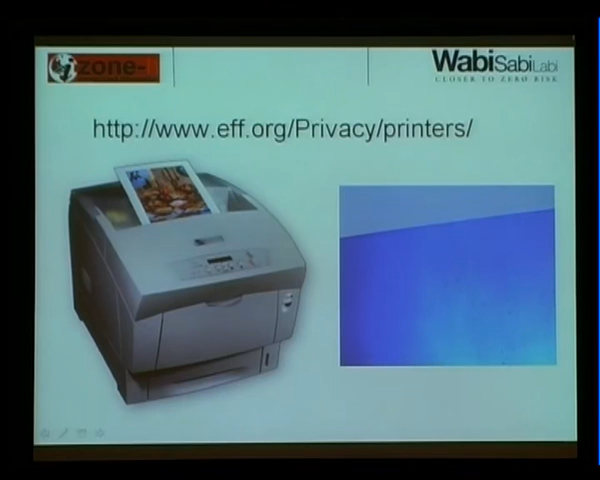 zone-h
WabiSabiLabi
CLOSER TO ZERO RISK
http://www.eff.org/Privacy/printers/